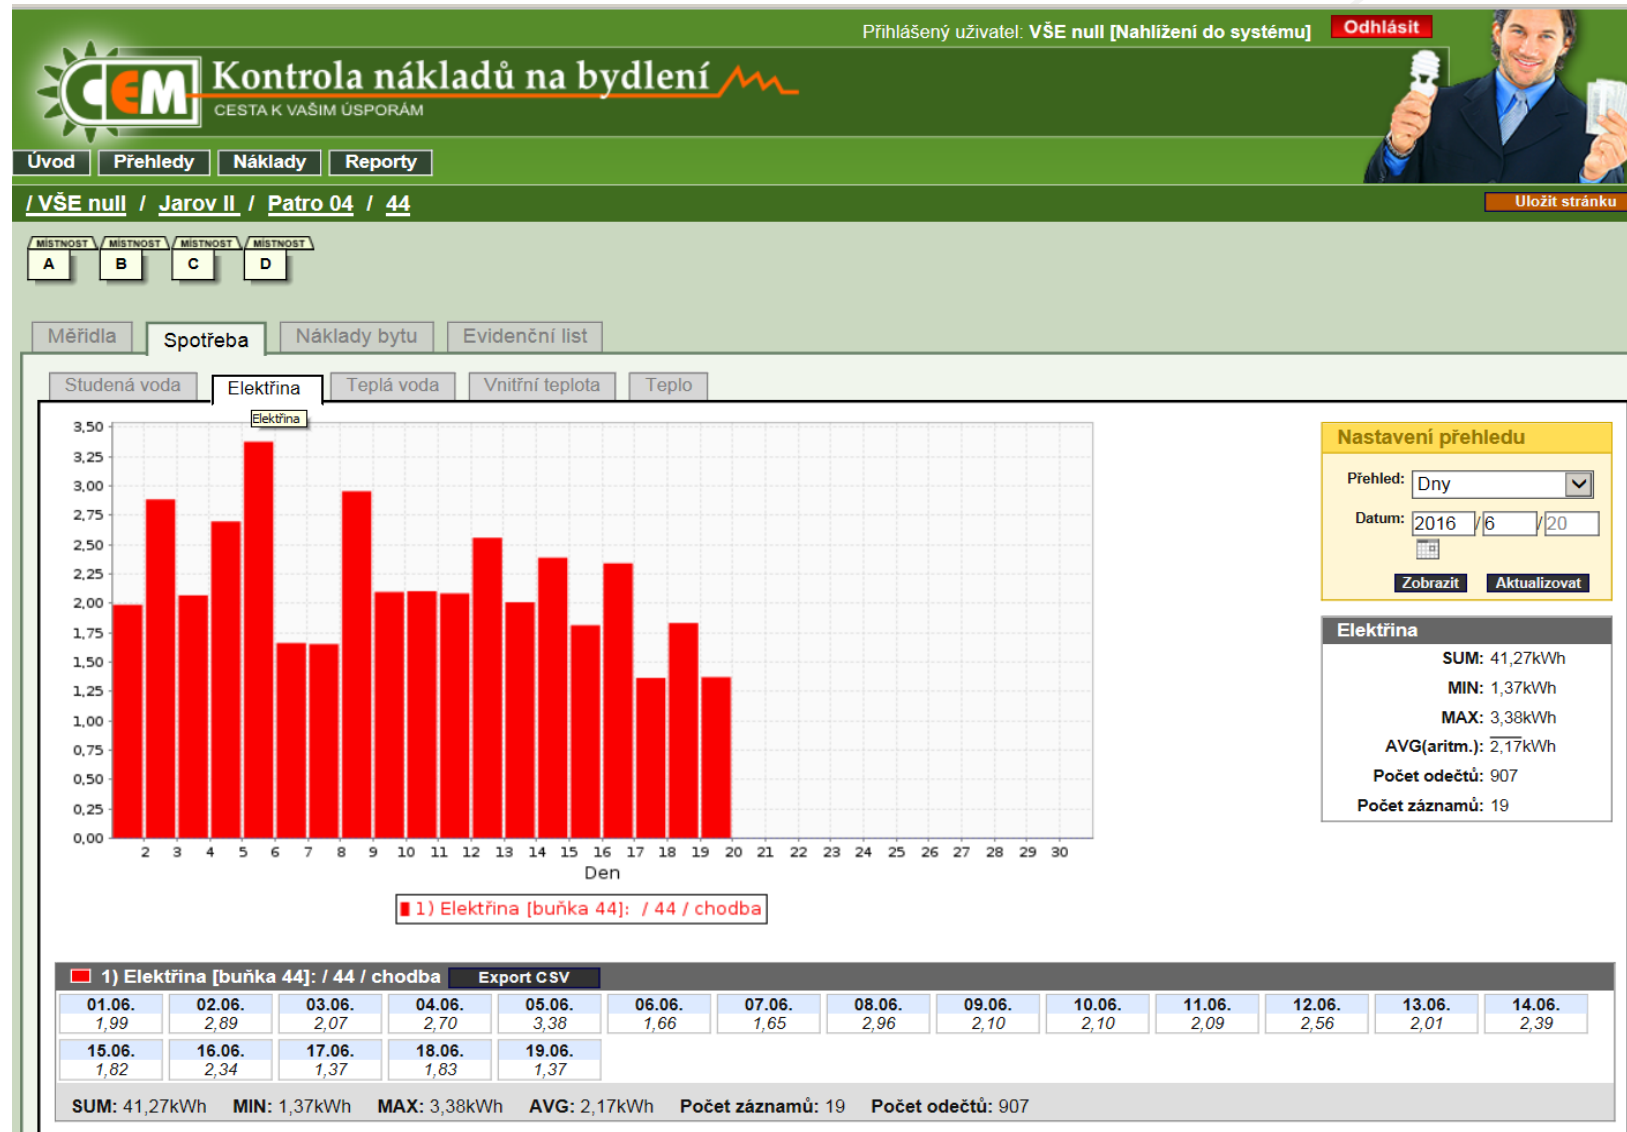 Přihlášený uživatel: VŠE null [Nahlížení do systému] Odhlásit
CEM Kontrola nákladů na bydlení
CESTA K VAŠIM ÚSPORÁM
Úvod Přehledy Náklady Reporty
/ VŠE null / Jarov II / Patro 04 / 44 Uložit stránku
MÍSTNOST MÍSTNOST MÍSTNOST MÍSTNOST
A B C D
Měřidla Spotřeba Náklady bytu Evidenční list
Studená voda Elektřina Teplá voda Vnitřní teplota Teplo
Elektřina
3,50
3,25
3,00
2,75
2,50
2,25
2,00
1,75
1,50
1,25
1,00
0,75
0,50
0,25
0,00
2 3 4 5 6 7 8 9 10 11 12 13 14 15 16 17 18 19 20 21 22 23 24 25 26 27 28 29 30
Den
1) Elektřina [buňka 44]: / 44 / chodba
Nastavení přehledu
Přehled: Dny
Datum: 2016 / 6 / 20
Zobrazit Aktualizovat
Elektřina
SUM: 41,27kWh
MIN: 1,37kWh
MAX: 3,38kWh
AVG(aritm.): 2,17kWh
Počet odečtů: 907
Počet záznamů: 19
1) Elektřina [buňka 44]: / 44 / chodba Export CSV
01.06. 02.06. 03.06. 04.06. 05.06. 06.06. 07.06. 08.06. 09.06. 10.06. 11.06. 12.06. 13.06. 14.06.
1,99 2,89 2,07 2,70 3,38 1,66 1,65 2,96 2,10 2,10 2,09 2,56 2,01 2,39
15.06. 16.06. 17.06. 18.06. 19.06.
1,82 2,34 1,37 1,83 1,37
SUM: 41,27kWh MIN: 1,37kWh MAX: 3,38kWh AVG: 2,17kWh Počet záznamů: 19 Počet odečtů: 907